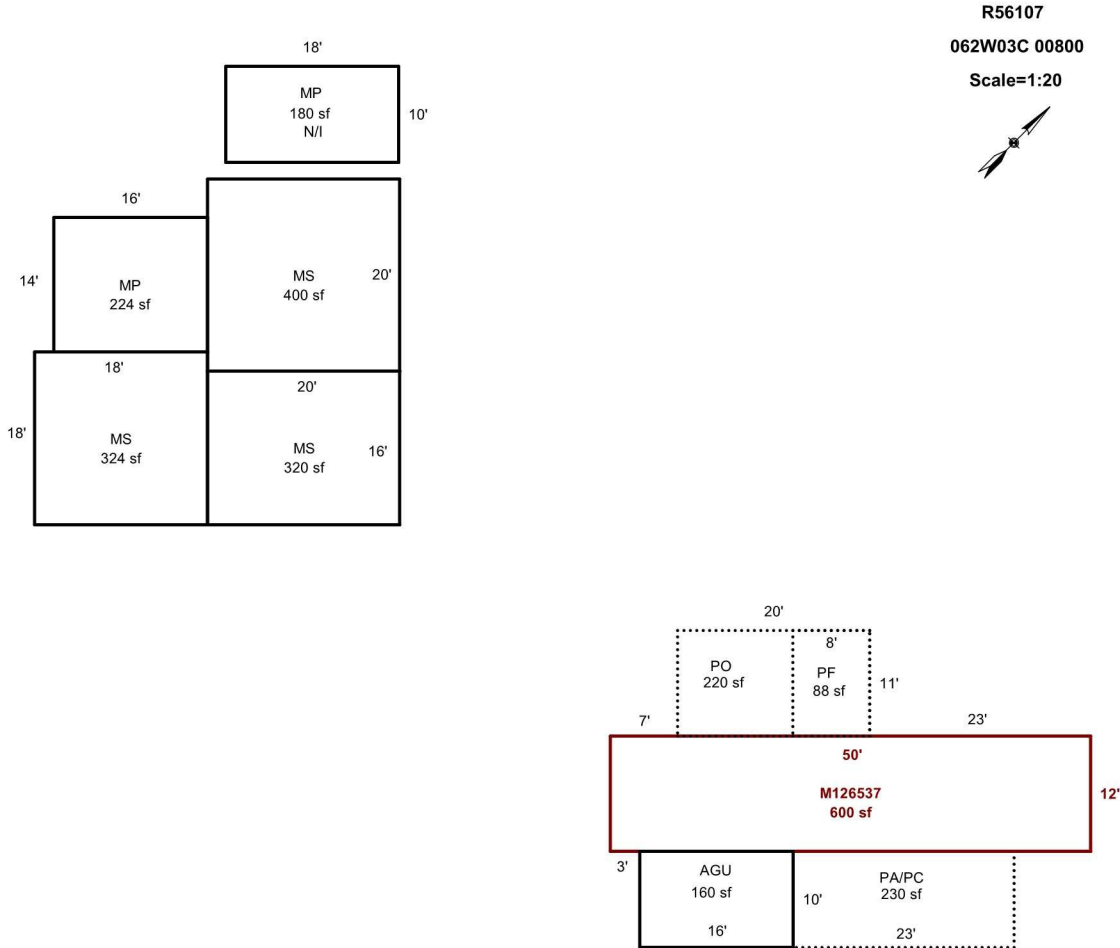 R56107
062W03C 00800
Scale=1:20
18'
MP
180 sf
N/I
10'
16'
14'
MP
224 sf
MS
400 sf
20'
18'
18'
MS
324 sf
20'
MS
320 sf
16'
20'
8'
PO
220 sf
PF
88 sf
11'
7'
23'
50'
M126537
600 sf
12'
3'
AGU
160 sf
10'
16'
PA/PC
230 sf
23'